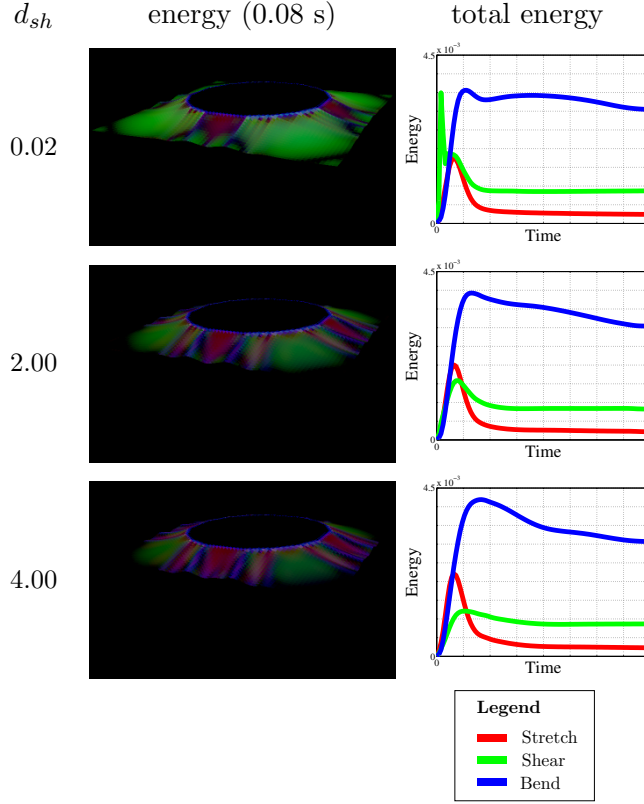 d_sh energy (0.08 s) total energy
0.02
4.5 x 10⁻³
Energy
0
0
Time
2.00
4.5 x 10⁻³
Energy
0
0
Time
4.00
4.5 x 10⁻³
Energy
0
0
Time
Legend
Stretch
Shear
Bend